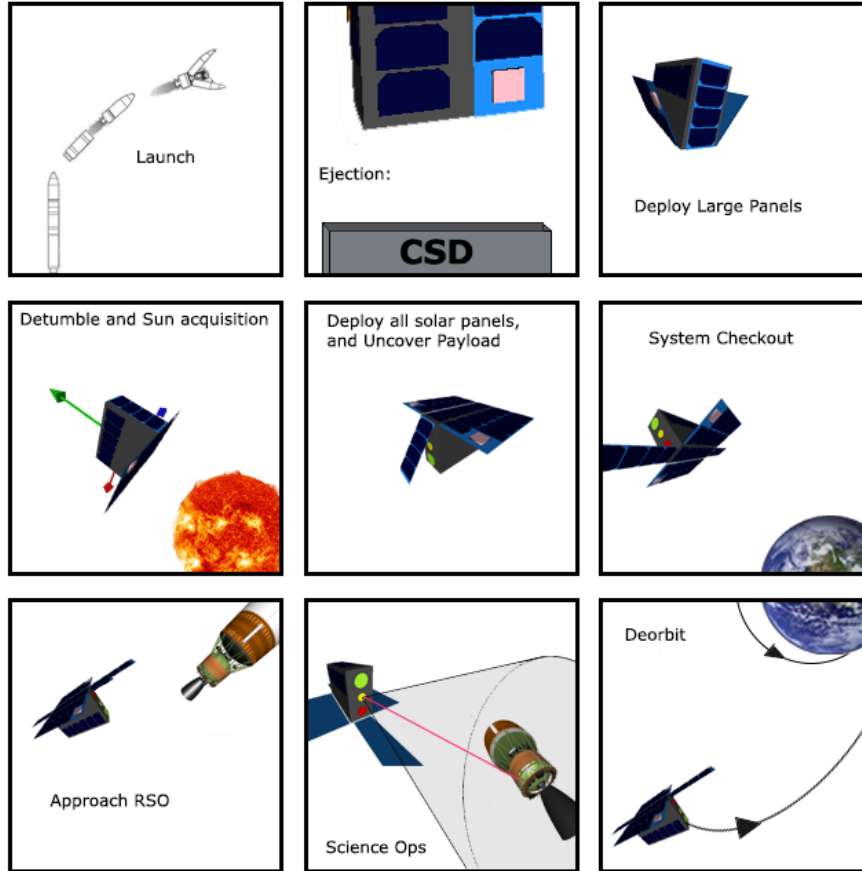 Launch
Ejection:
CSD
Deploy Large Panels
Detumble and Sun acquisition
Deploy all solar panels,
and Uncover Payload
System Checkout
Approach RSO
Science Ops
Deorbit